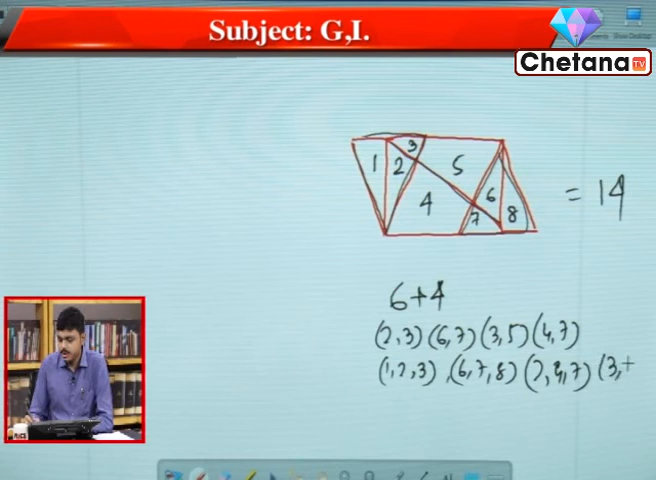 Subject: G,I.
Chetana TV
1 2 3 4 5 6 7 8
= 14
6+4
(2,3) (6,7) (3,5) (4,7)
(1,2,3), (6,7,8) (2,4,7) (3,